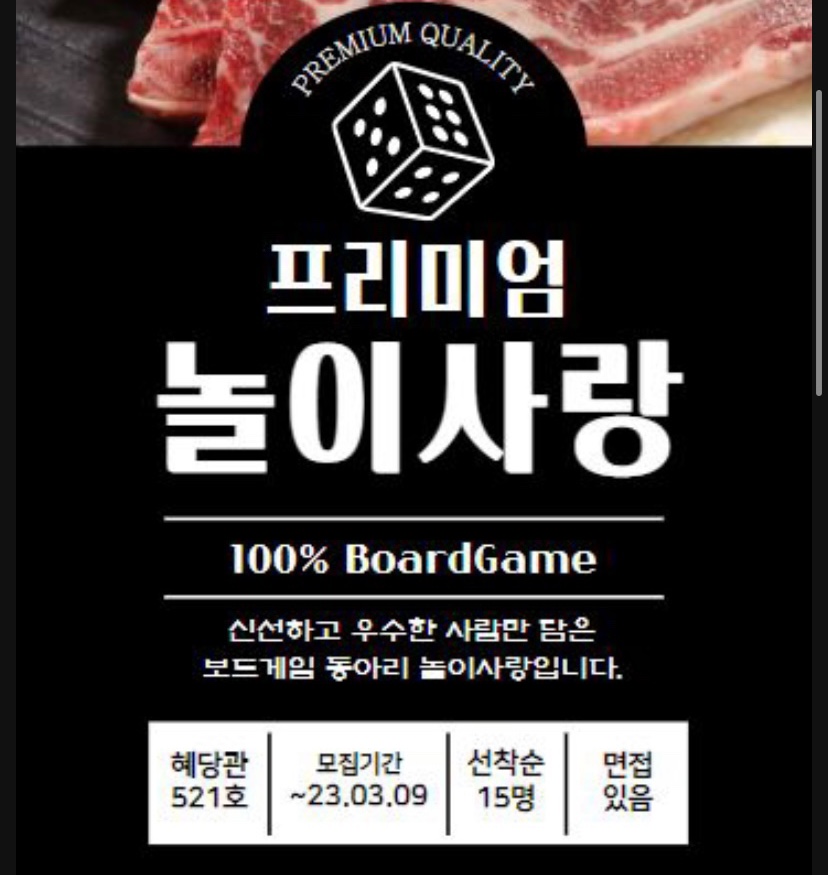 PREMIUM QUALITY
프리미엄
놀이사랑
100% BoardGame
신선하고 우수한 사람만 담은
보드게임 동아리 놀이사랑입니다.
혜당관
521호
모집기간
~23.03.09
선착순
15명
면접
있음